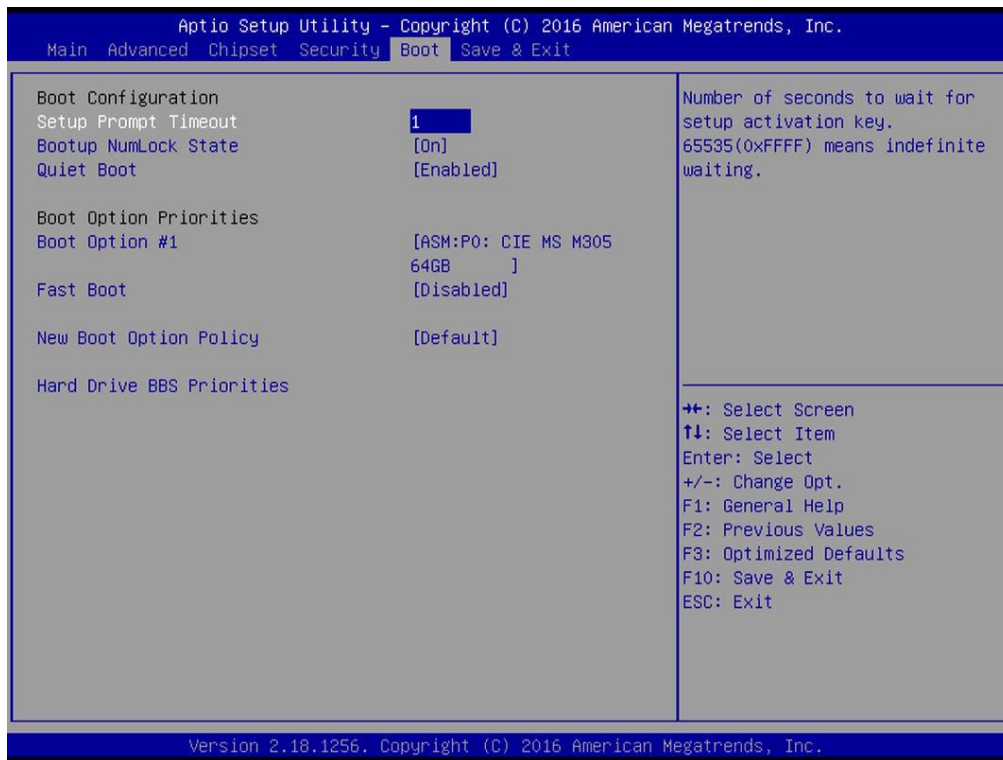 Aptio Setup Utility – Copyright (C) 2016 American Megatrends, Inc.
Main Advanced Chipset Security Boot Save & Exit
Boot Configuration
Setup Prompt Timeout 1
Bootup NumLock State [On]
Quiet Boot [Enabled]
Boot Option Priorities
Boot Option #1 [ASM:PO: CIE MS M305
64GB ]
Fast Boot [Disabled]
New Boot Option Policy [Default]
Hard Drive BBS Priorities
Number of seconds to wait for
setup activation key.
65535(0xFFFF) means indefinite
waiting.
→←: Select Screen
↑↓: Select Item
Enter: Select
+/-: Change Opt.
F1: General Help
F2: Previous Values
F3: Optimized Defaults
F10: Save & Exit
ESC: Exit
Version 2.18.1256. Copyright (C) 2016 American Megatrends, Inc.